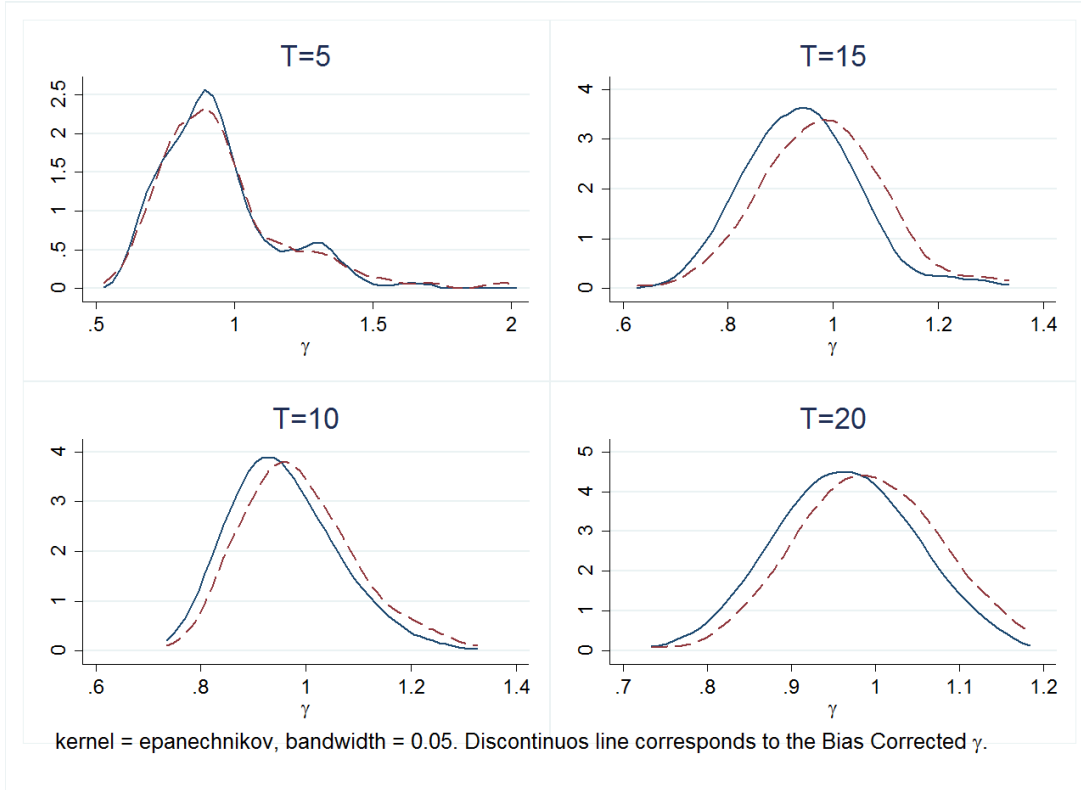 T=5
2.5
2
1.5
1
.5
0
.5 1 1.5 2
γ
T=15
4
3
2
1
0
.6 .8 1 1.2 1.4
γ
T=10
4
3
2
1
0
.6 .8 1 1.2 1.4
γ
T=20
5
4
3
2
1
0
.7 .8 .9 1 1.1 1.2
γ
kernel = epanechnikov, bandwidth = 0.05. Discontinuos line corresponds to the Bias Corrected γ.